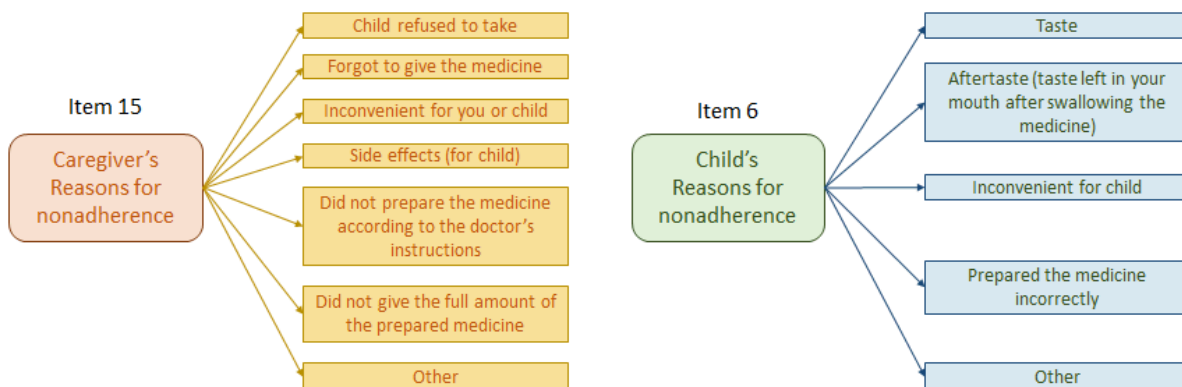 Item 15
Caregiver's
Reasons for
nonadherence
Child refused to take
Forgot to give the medicine
Inconvenient for you or child
Side effects (for child)
Did not prepare the medicine
according to the doctor's
instructions
Did not give the full amount of
the prepared medicine
Other
Item 6
Child's
Reasons for
nonadherence
Taste
Aftertaste (taste left in your
mouth after swallowing the
medicine)
Inconvenient for child
Prepared the medicine
incorrectly
Other